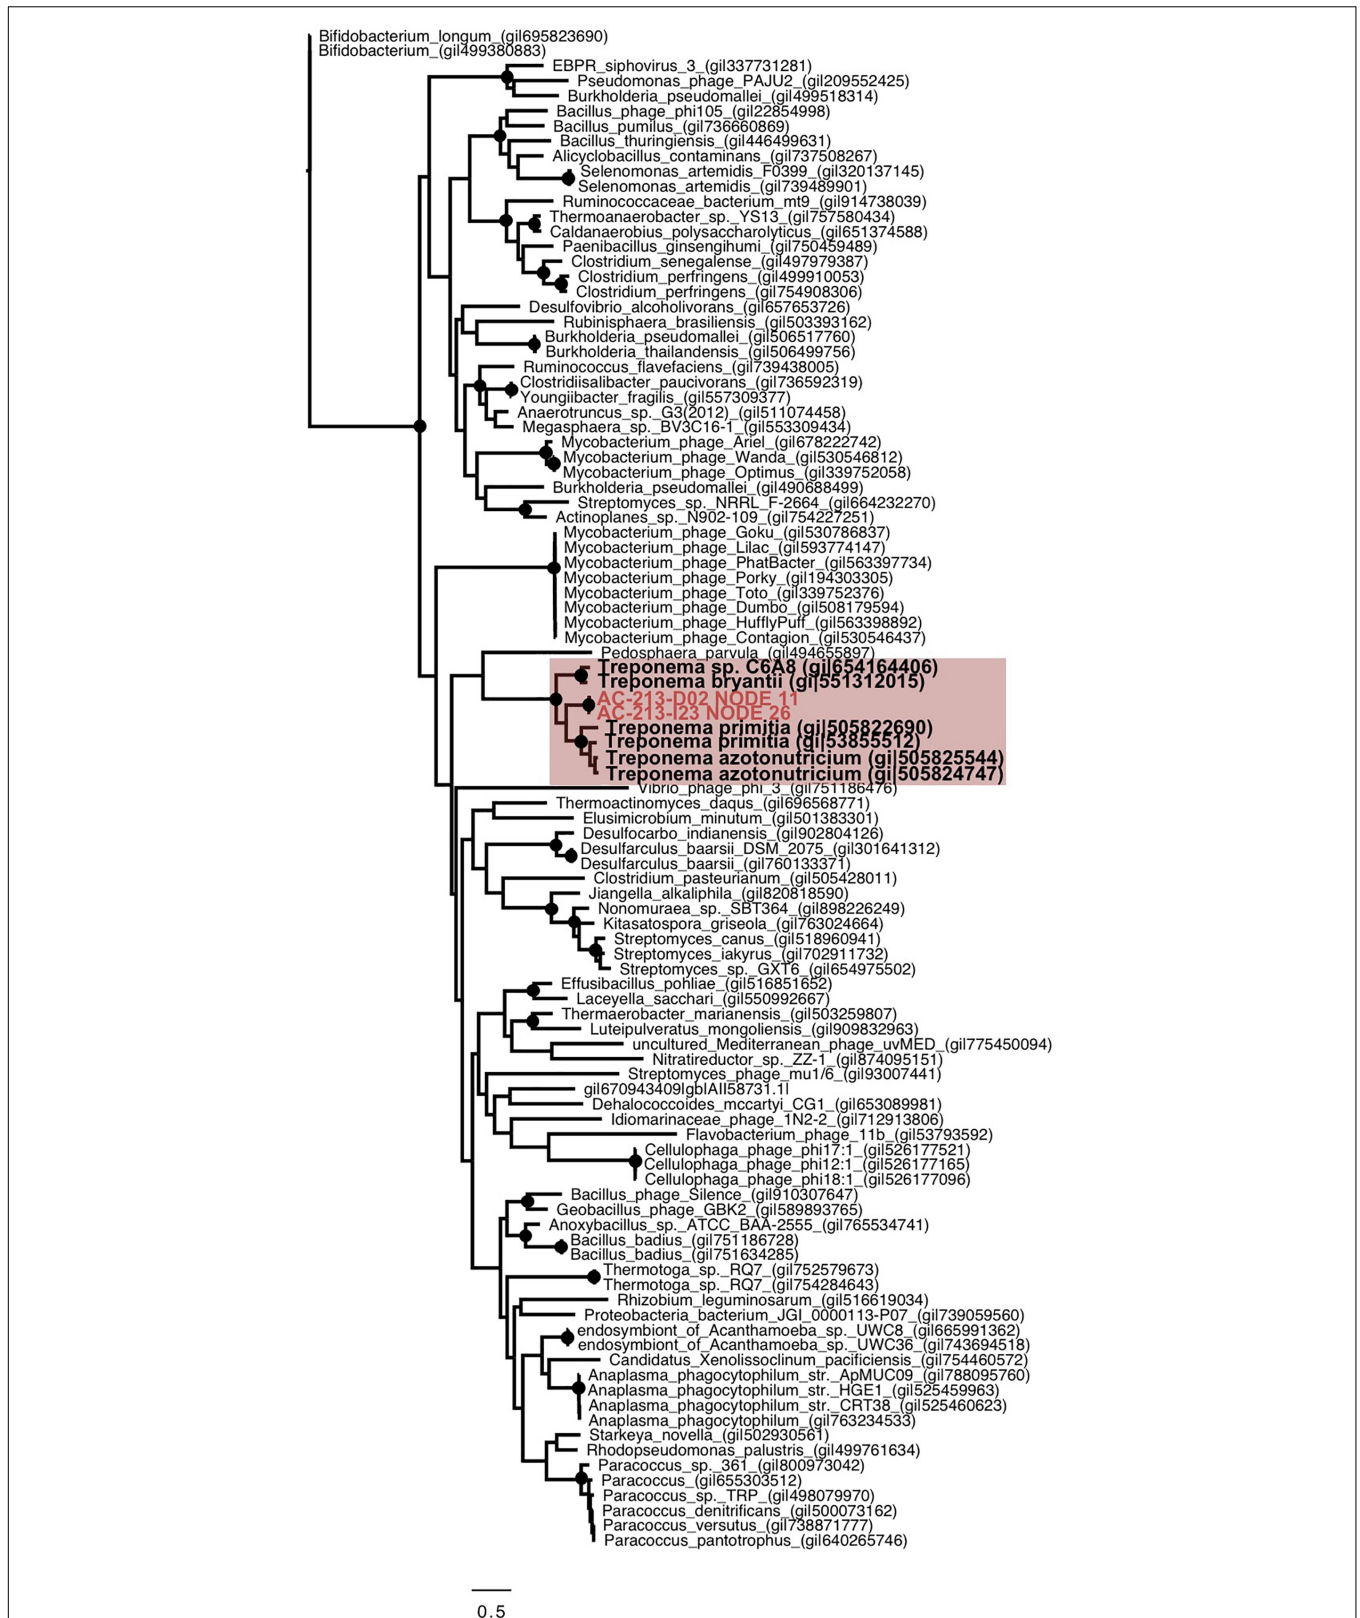 Bifidobacterium_longum_(gi|695823690)
Bifidobacterium_(gi|499380883)
EBPR_siphovirus_3_(gi|337731281)
Pseudomonas_phage_PAJU2_(gi|209552425)
Burkholderia_pseudomallei_(gi|499518314)
Bacillus_phage_phi105_(gi|22854998)
Bacillus_pumilus_(gi|736660869)
Bacillus_thuringiensis_(gi|446499631)
Alicyclobacillus_contaminans_(gi|737508267)
Selenomonas_artemidis_F0399_(gi|320137145)
Selenomonas_artemidis_(gi|739489901)
Ruminococcaceae_bacterium_mt9_(gi|914738039)
Thermoanaerobacter_sp._YS13_(gi|757580434)
Caldanaerobius_polysaccharolyticus_(gi|651374588)
Paenibacillus_ginsengihumi_(gi|750459489)
Clostridium_senegalense_(gi|497979387)
Clostridium_perfringens_(gi|499910053)
Clostridium_perfringens_(gi|754908306)
Desulfovibrio_alcoholivorans_(gi|657653726)
Rubinisphaera_brasiliensis_(gi|503393162)
Burkholderia_pseudomallei_(gi|506517760)
Burkholderia_thailandensis_(gi|506499756)
Ruminococcus_flavefaciens_(gi|739438005)
Clostridiisalibacter_paucivorans_(gi|736592319)
Youngiibacter_fragilis_(gi|557309377)
Anaerotruncus_sp._G3(2012)_(gi|511074458)
Megasphaera_sp._BV3C16-1_(gi|553309434)
Mycobacterium_phage_Ariel_(gi|678222742)
Mycobacterium_phage_Wanda_(gi|530546812)
Mycobacterium_phage_Optimus_(gi|339752058)
Burkholderia_pseudomallei_(gi|490688499)
Streptomyces_sp._NRRL_F-2664_(gi|664232270)
Actinoplanes_sp._N902-109_(gi|754227251)
Mycobacterium_phage_Goku_(gi|530786837)
Mycobacterium_phage_Lilac_(gi|593774147)
Mycobacterium_phage_PhatBacter_(gi|563397734)
Mycobacterium_phage_Porky_(gi|194303305)
Mycobacterium_phage_Toto_(gi|339752376)
Mycobacterium_phage_Dumbo_(gi|508179594)
Mycobacterium_phage_HufflyPuff_(gi|563398892)
Mycobacterium_phage_Contagion_(gi|530546437)
Pedosphaera_parvula_(gi|494655897)
Treponema sp. C6A8 (gi|654164406)
Treponema bryantii (gi|551312015)
AC-213-D02 NODE 11
AC-213-I23 NODE 26
Treponema primitia (gi|505822690)
Treponema primitia (gi|53855512)
Treponema azotonutricium (gi|505825544)
Treponema azotonutricium (gi|505824747)
Vibrio_phage_phi_3_(gi|751186476)
Thermoactinomyces_daqus_(gi|696568771)
Elusimicrobium_minutum_(gi|501383301)
Desulfocarbo_indianensis_(gi|902804126)
Desulfarculus_baarsii_DSM_2075_(gi|301641312)
Desulfarculus_baarsii_(gi|760133371)
Clostridium_pasteurianum_(gi|505428011)
Jiangella_alkaliphila_(gi|820818590)
Nonomuraea_sp._SBT364_(gi|898226249)
Kitasatospora_griseola_(gi|763024664)
Streptomyces_canus_(gi|518960941)
Streptomyces_iakyrus_(gi|702911732)
Streptomyces_sp._GXT6_(gi|654975502)
Effusibacillus_pohliae_(gi|516851652)
Laceyella_sacchari_(gi|550992667)
Thermaerobacter_marianensis_(gi|503259807)
Luteipulveratus_mongoliensis_(gi|909832963)
uncultured_Mediterranean_phage_uvMED_(gi|775450094)
Nitratireductor_sp._ZZ-1_(gi|874095151)
Streptomyces_phage_mu1/6_(gi|93007441)
gi|670943409|gb|AII58731.1|
Dehalococcoides_mccartyi_CG1_(gi|653089981)
Idiomarinaceae_phage_1N2-2_(gi|712913806)
Flavobacterium_phage_11b_(gi|53793592)
Cellulophaga_phage_phi17:1_(gi|526177521)
Cellulophaga_phage_phi12:1_(gi|526177165)
Cellulophaga_phage_phi18:1_(gi|526177096)
Bacillus_phage_Silence_(gi|910307647)
Geobacillus_phage_GBK2_(gi|589893765)
Anoxybacillus_sp._ATCC_BAA-2555_(gi|765534741)
Bacillus_badius_(gi|751186728)
Bacillus_badius_(gi|751634285)
Thermotoga_sp._RQ7_(gi|752579673)
Thermotoga_sp._RQ7_(gi|754284643)
Rhizobium_leguminosarum_(gi|516619034)
Proteobacteria_bacterium_JGI_0000113-P07_(gi|739059560)
endosymbiont_of_Acanthamoeba_sp._UWC8_(gi|665991362)
endosymbiont_of_Acanthamoeba_sp._UWC36_(gi|743694518)
Candidatus_Xenolissoclinum_pacificiensis_(gi|754460572)
Anaplasma_phagocytophilum_str._ApMUC09_(gi|788095760)
Anaplasma_phagocytophilum_str._HGE1_(gi|525459963)
Anaplasma_phagocytophilum_str._CRT38_(gi|525460623)
Anaplasma_phagocytophilum_(gi|763234533)
Starkeya_novella_(gi|502930561)
Rhodopseudomonas_palustris_(gi|499761634)
Paracoccus_sp._361_(gi|800973042)
Paracoccus_(gi|655303512)
Paracoccus_sp._TRP_(gi|498079970)
Paracoccus_denitrificans_(gi|500073162)
Paracoccus_versutus_(gi|738871777)
Paracoccus_pantotrophus_(gi|640265746)
0.5